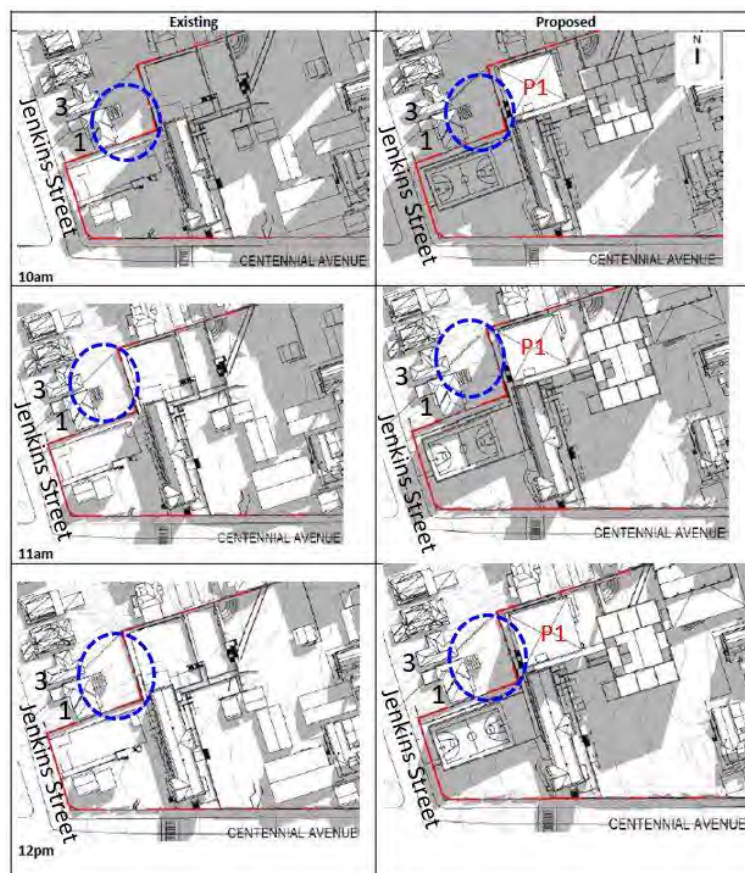 Existing
Proposed
3
1
Jenkins Street
CENTENNIAL AVENUE
10am
N
P1
3
1
Jenkins Street
CENTENNIAL AVENUE
3
1
Jenkins Street
CENTENNIAL AVENUE
11am
P1
3
1
Jenkins Street
CENTENNIAL AVENUE
3
1
Jenkins Street
CENTENNIAL AVENUE
12pm
P1
3
1
Jenkins Street
CENTENNIAL AVENUE